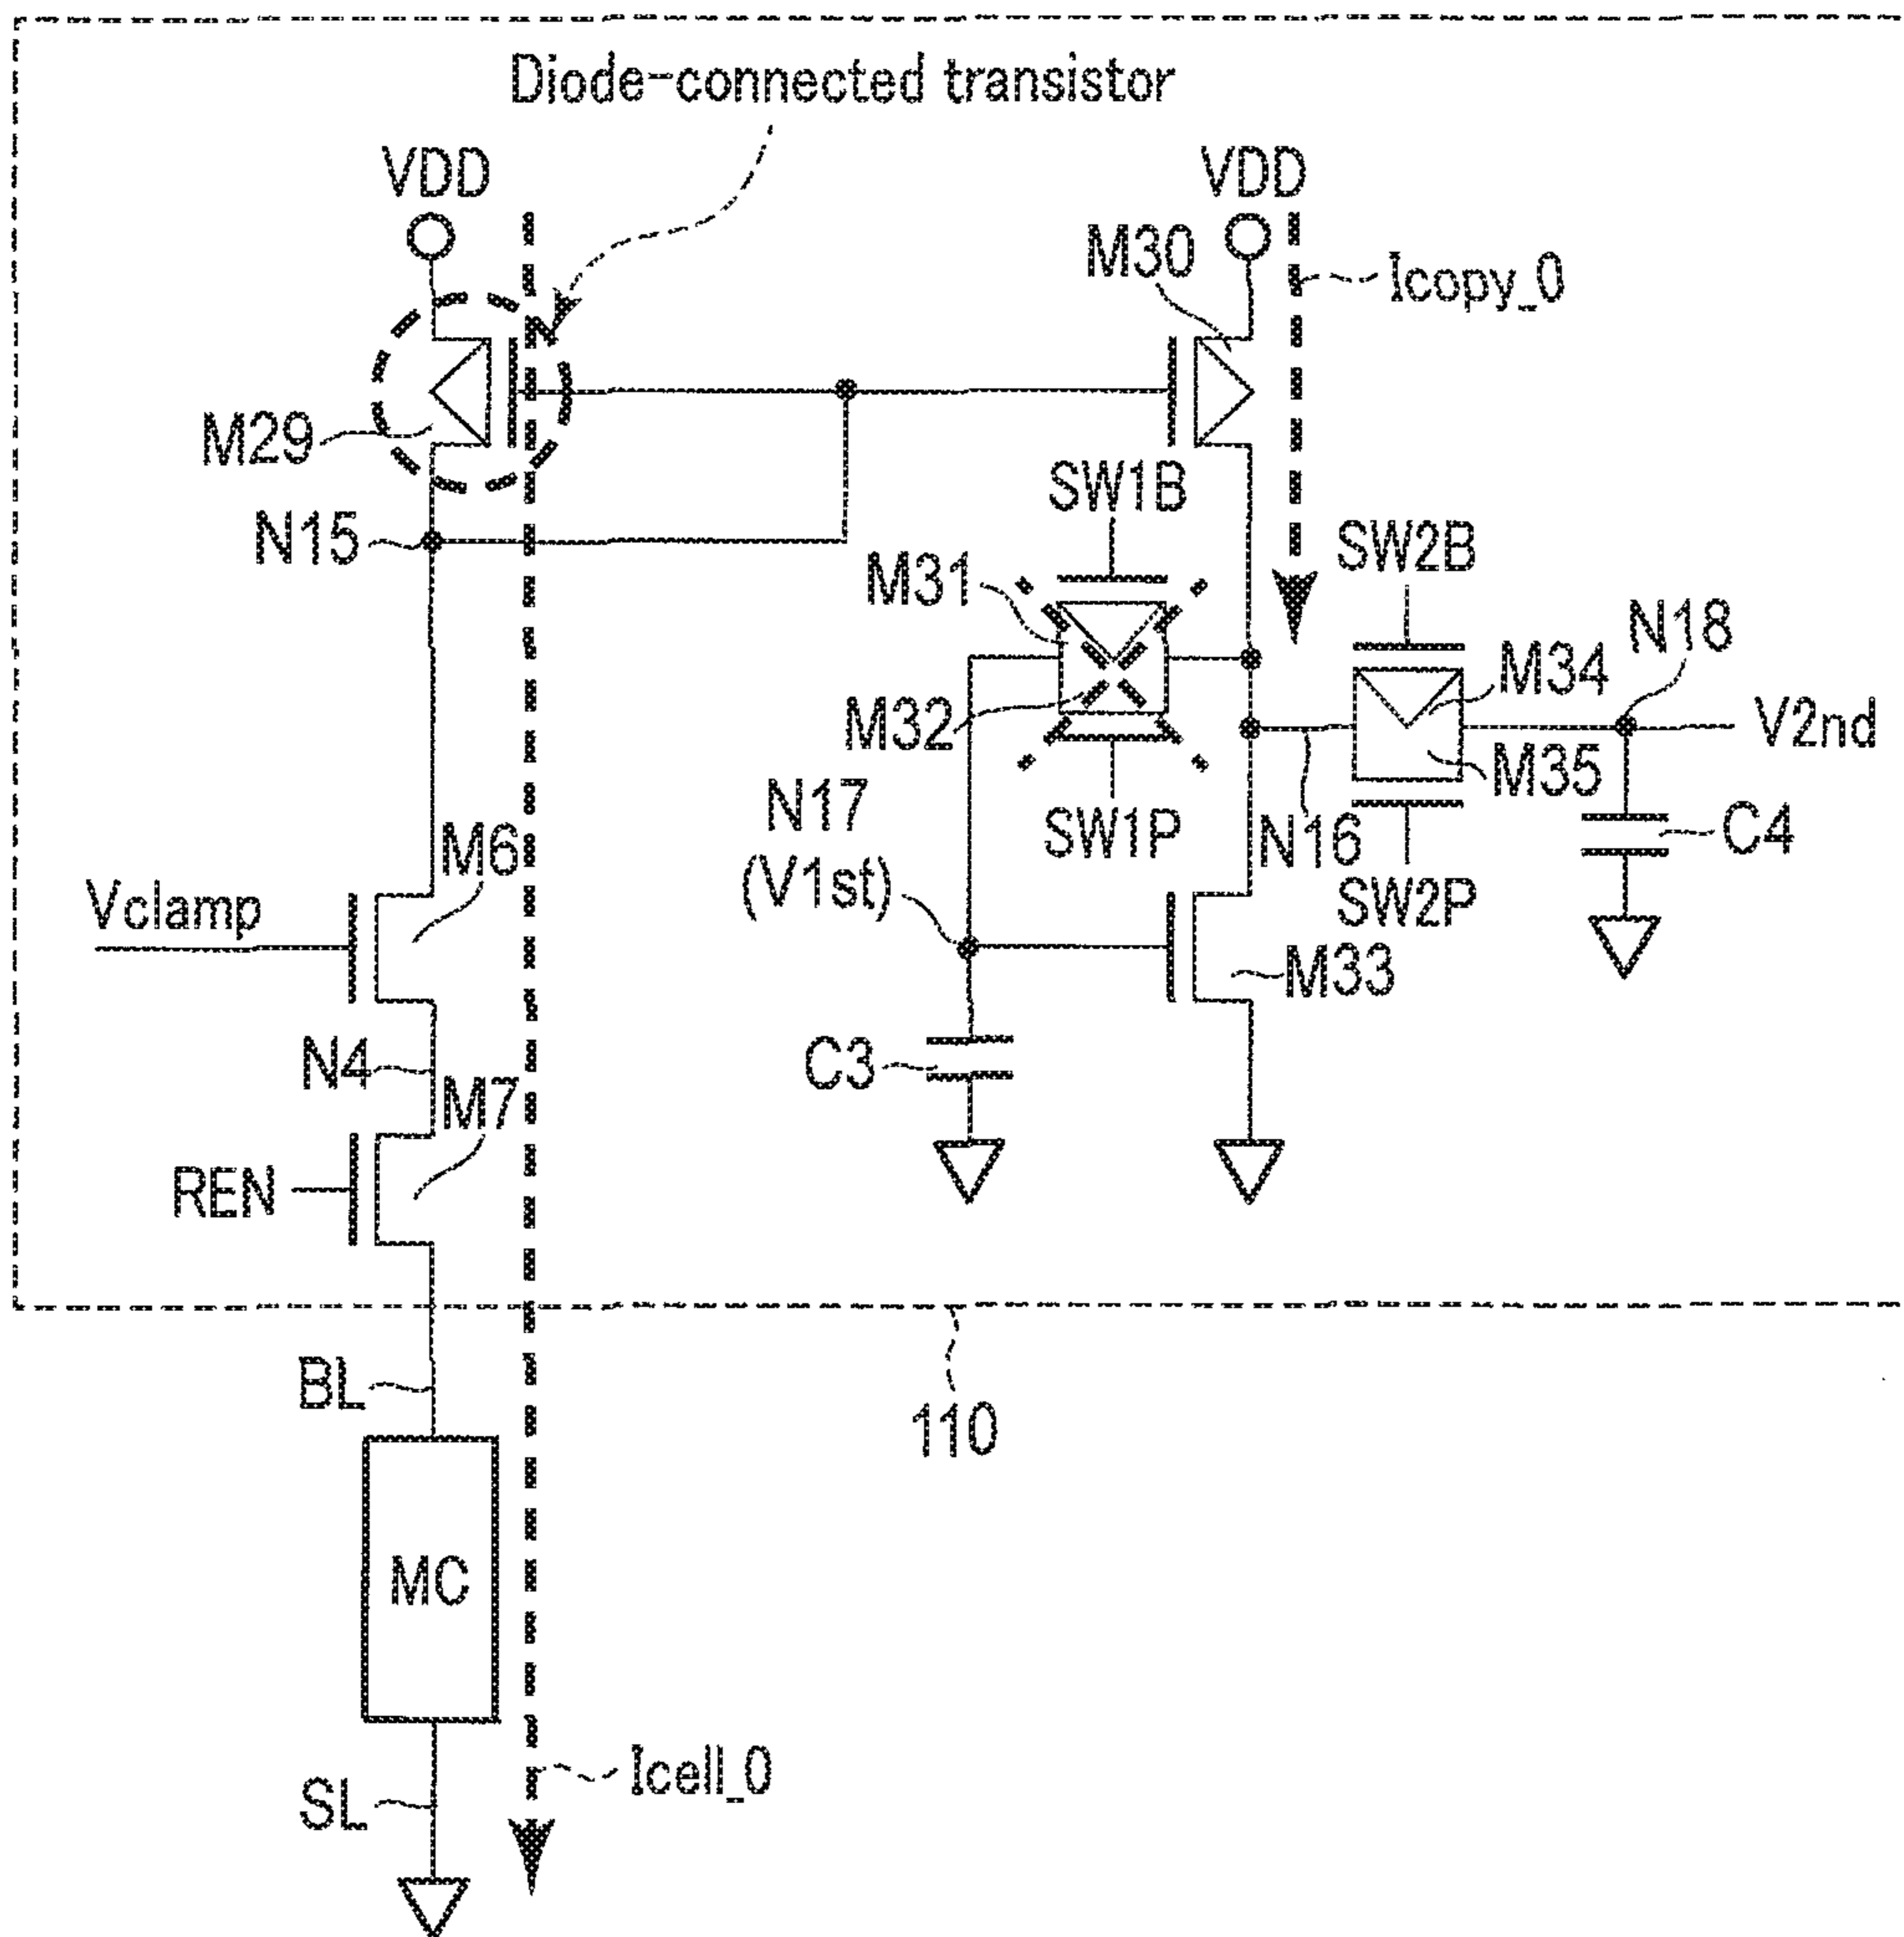 Diode-connected transistor
VDD
VDD
M30
Icopy_0
M29
SW1B
N15
SW2B
M31
N18
M34
M32
V2nd
M35
N17
(V1st)
SW1P
N16
C4
M6
SW2P
Vclamp
M33
N4
C3
M7
REN
BL
110
MC
Icell_0
SL